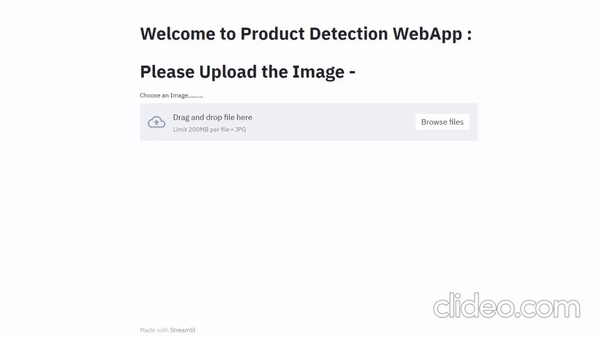 Welcome to Product Detection WebApp :
Please Upload the Image -
Choose an Image.........
Drag and drop file here
Limit 200MB per file • JPG
Browse files
clideo.com
Made with Streamlit